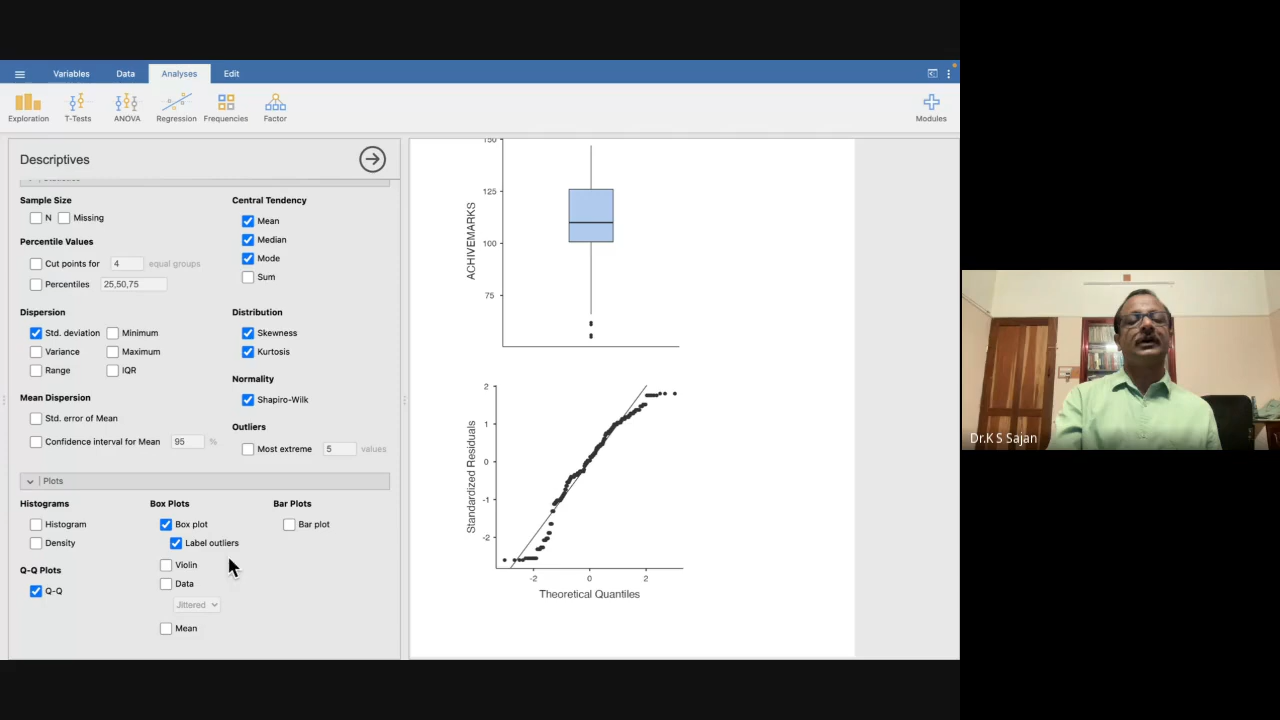 Variables Data Analyses Edit
Exploration T-Tests ANOVA Regression Frequencies Factor Modules
Descriptives
Sample Size
N Missing
Percentile Values
Cut points for 4 equal groups
Percentiles 25,50,75
Dispersion
Std. deviation Minimum
Variance Maximum
Range IQR
Mean Dispersion
Std. error of Mean
Confidence interval for Mean 95 %
Central Tendency
Mean
Median
Mode
Sum
Distribution
Skewness
Kurtosis
Normality
Shapiro-Wilk
Outliers
Most extreme 5 values
Plots
Histograms
Histogram
Density
Q-Q Plots
Q-Q
Box Plots
Box plot
Label outliers
Violin
Data
Jittered
Mean
Bar Plots
Bar plot
150
125
100
75
ACHIVEMARKS
2
1
0
-1
-2
Standardized Residuals
-2 0 2
Theoretical Quantiles
Dr.K S Sajan